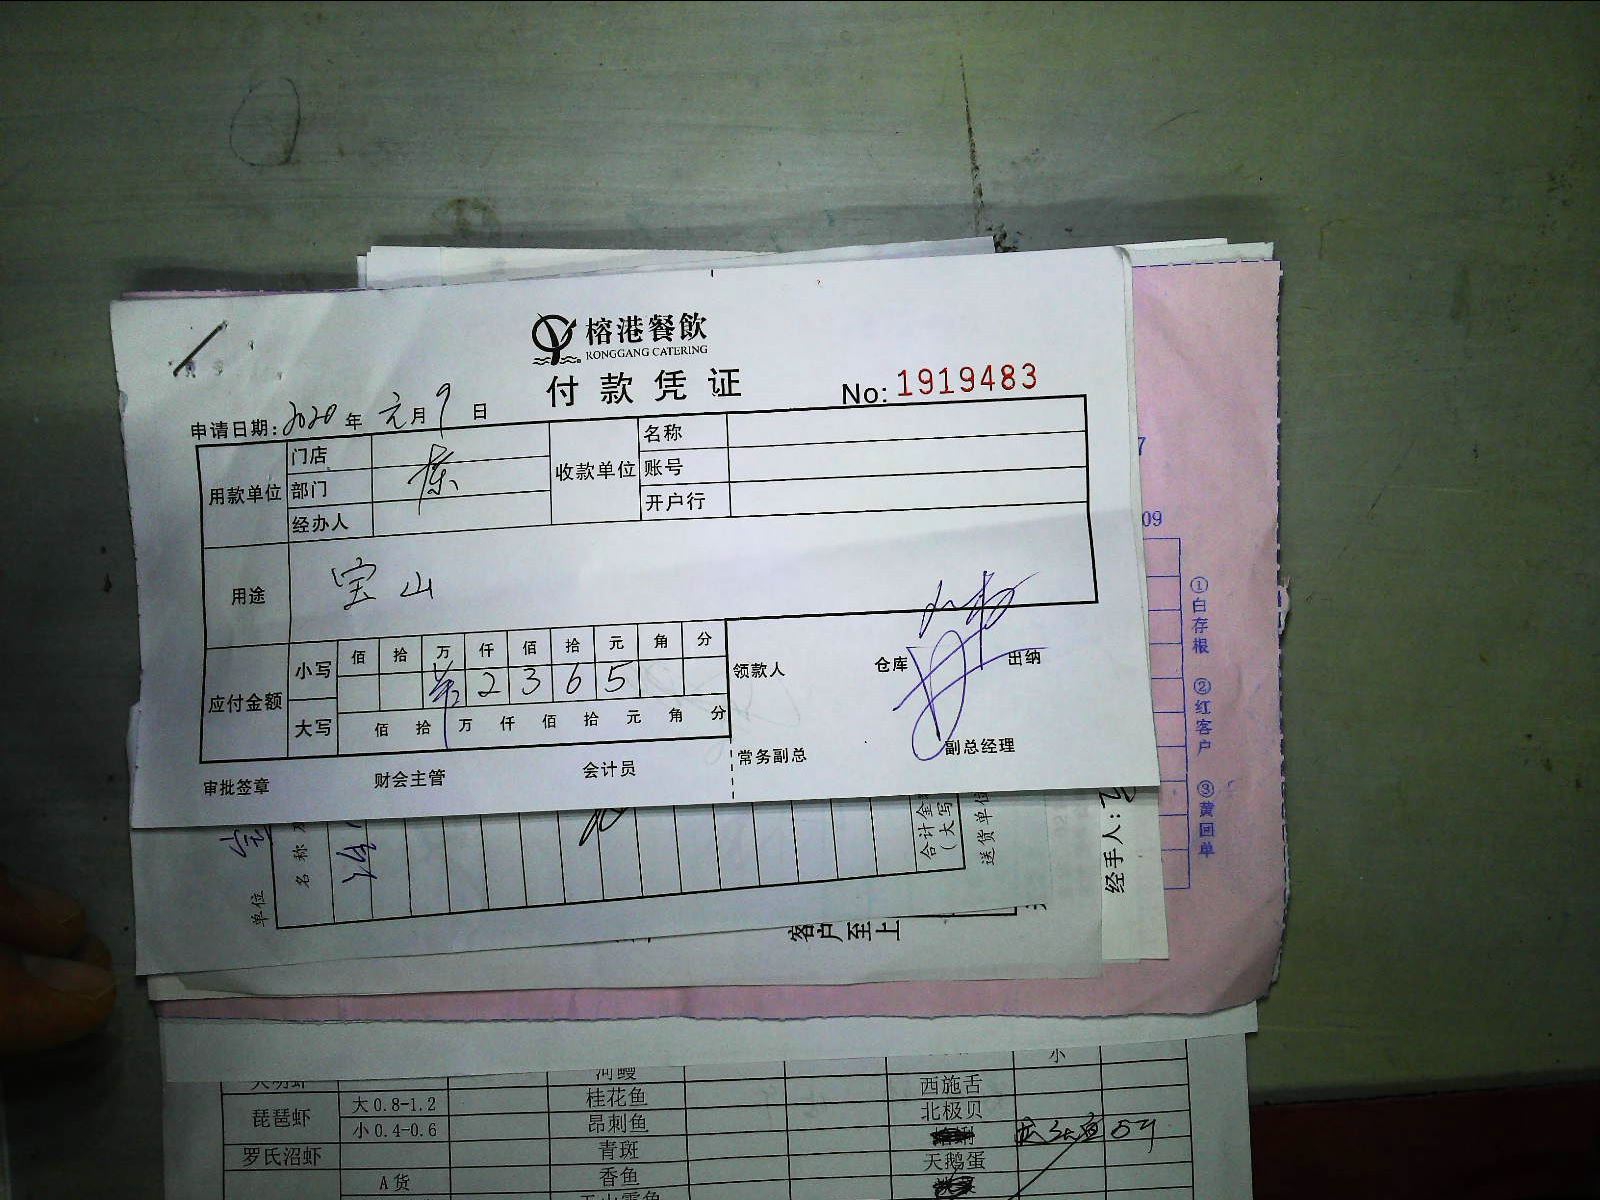 榕港餐飲
RONGGANG CATERING
付款凭证
No: 1919483
申请日期: 2020 年 元 月 9 日
用款单位
门店
部门
经办人
收款单位
名称
账号
开户行
用途
宝山
应付金额
小写
佰 拾 万 仟 佰 拾 元 角 分
2 3 6 5
大写
佰 拾 万 仟 佰 拾 元 角 分
领款人
仓库
出纳
常务副总
副总经理
审批签章
财会主管
会计员
7
09
①白存根 ②红客户 ③黄回单
单位
名称
合计金
(大写
送货单位
经手人:
客户至上
小
河鳗
西施舌
琵琶虾
大0.8-1.2
桂花鱼
北极贝
小0.4-0.6
昂刺鱼
罗氏沼虾
青斑
天鹅蛋
A货
香鱼